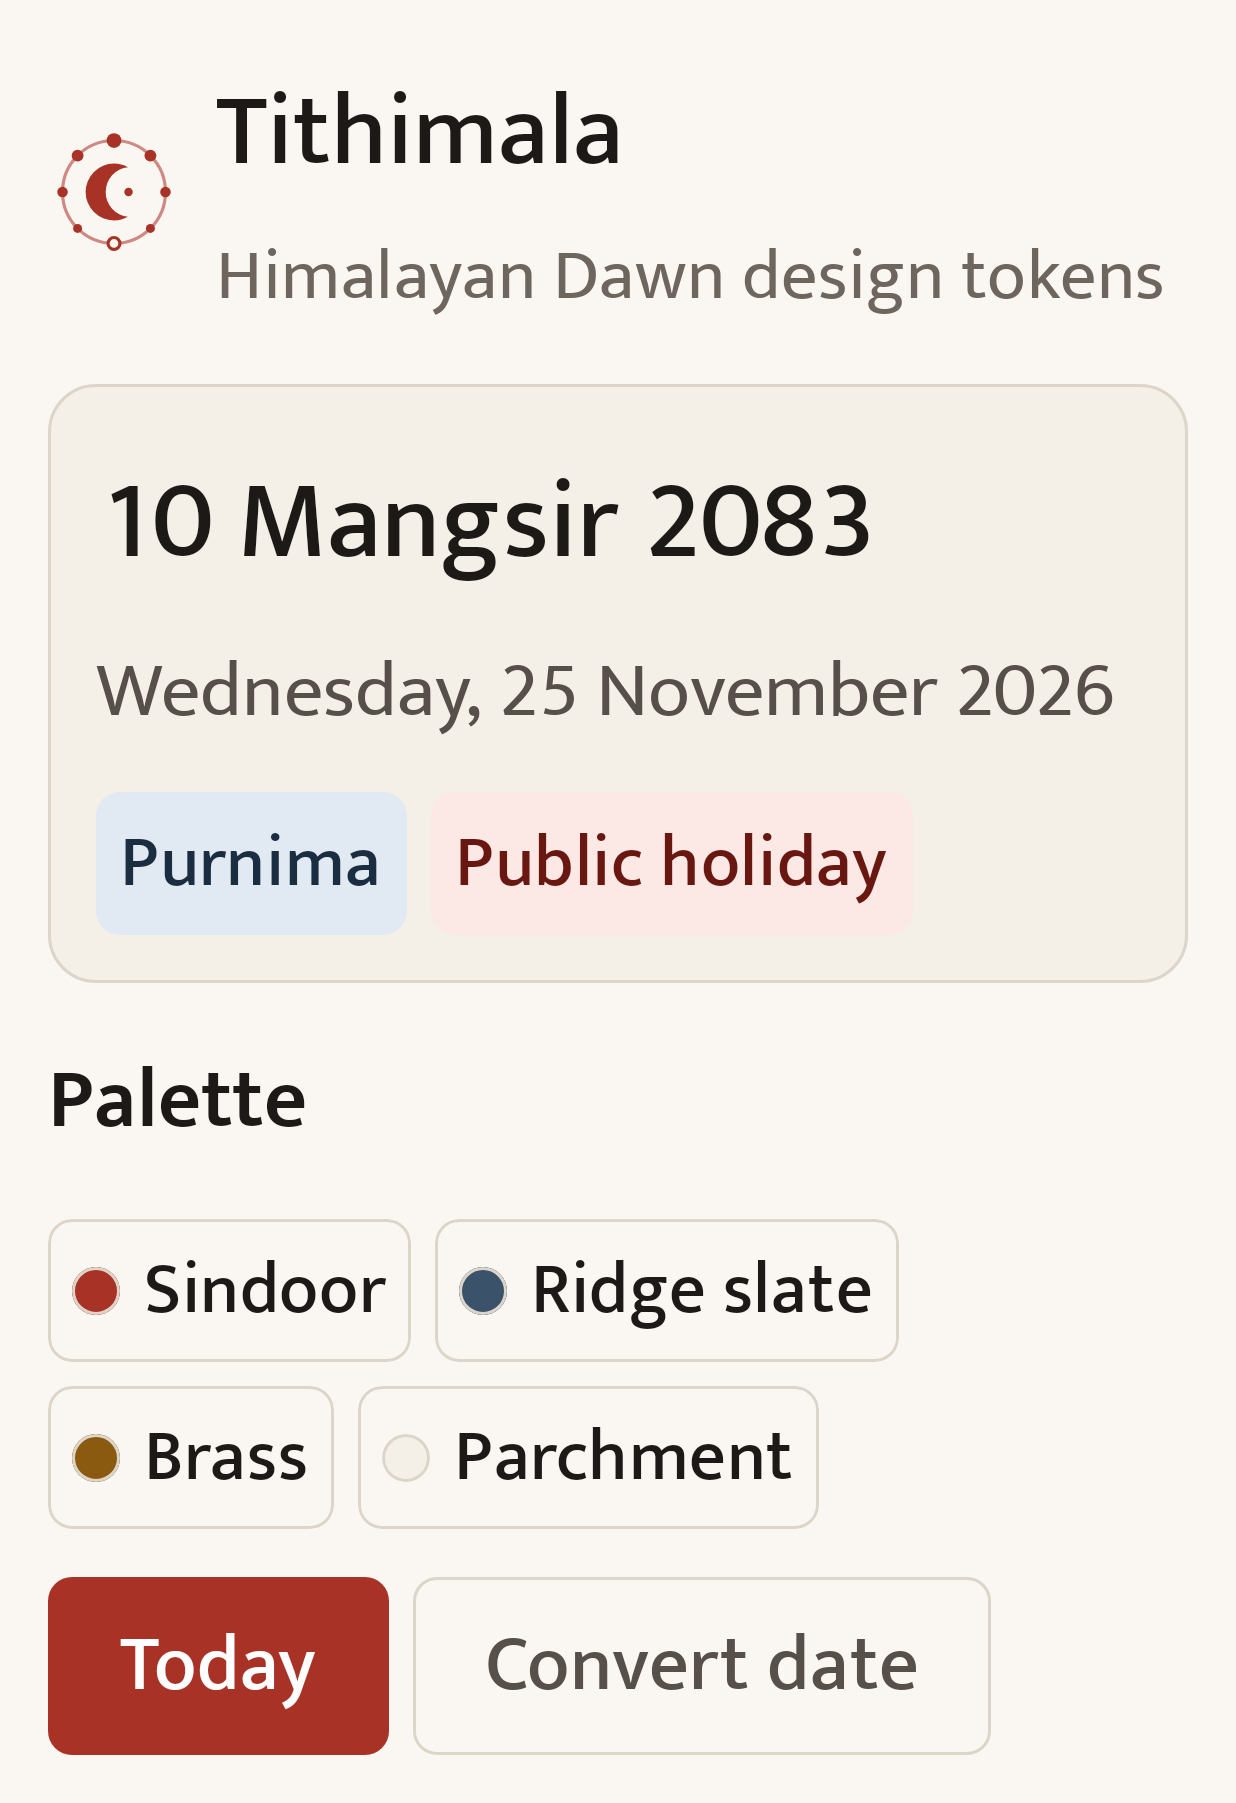 Tithimala
Himalayan Dawn design tokens
10 Mangsir 2083
Wednesday, 25 November 2026
Purnima Public holiday
Palette
Sindoor Ridge slate
Brass Parchment
Today Convert date